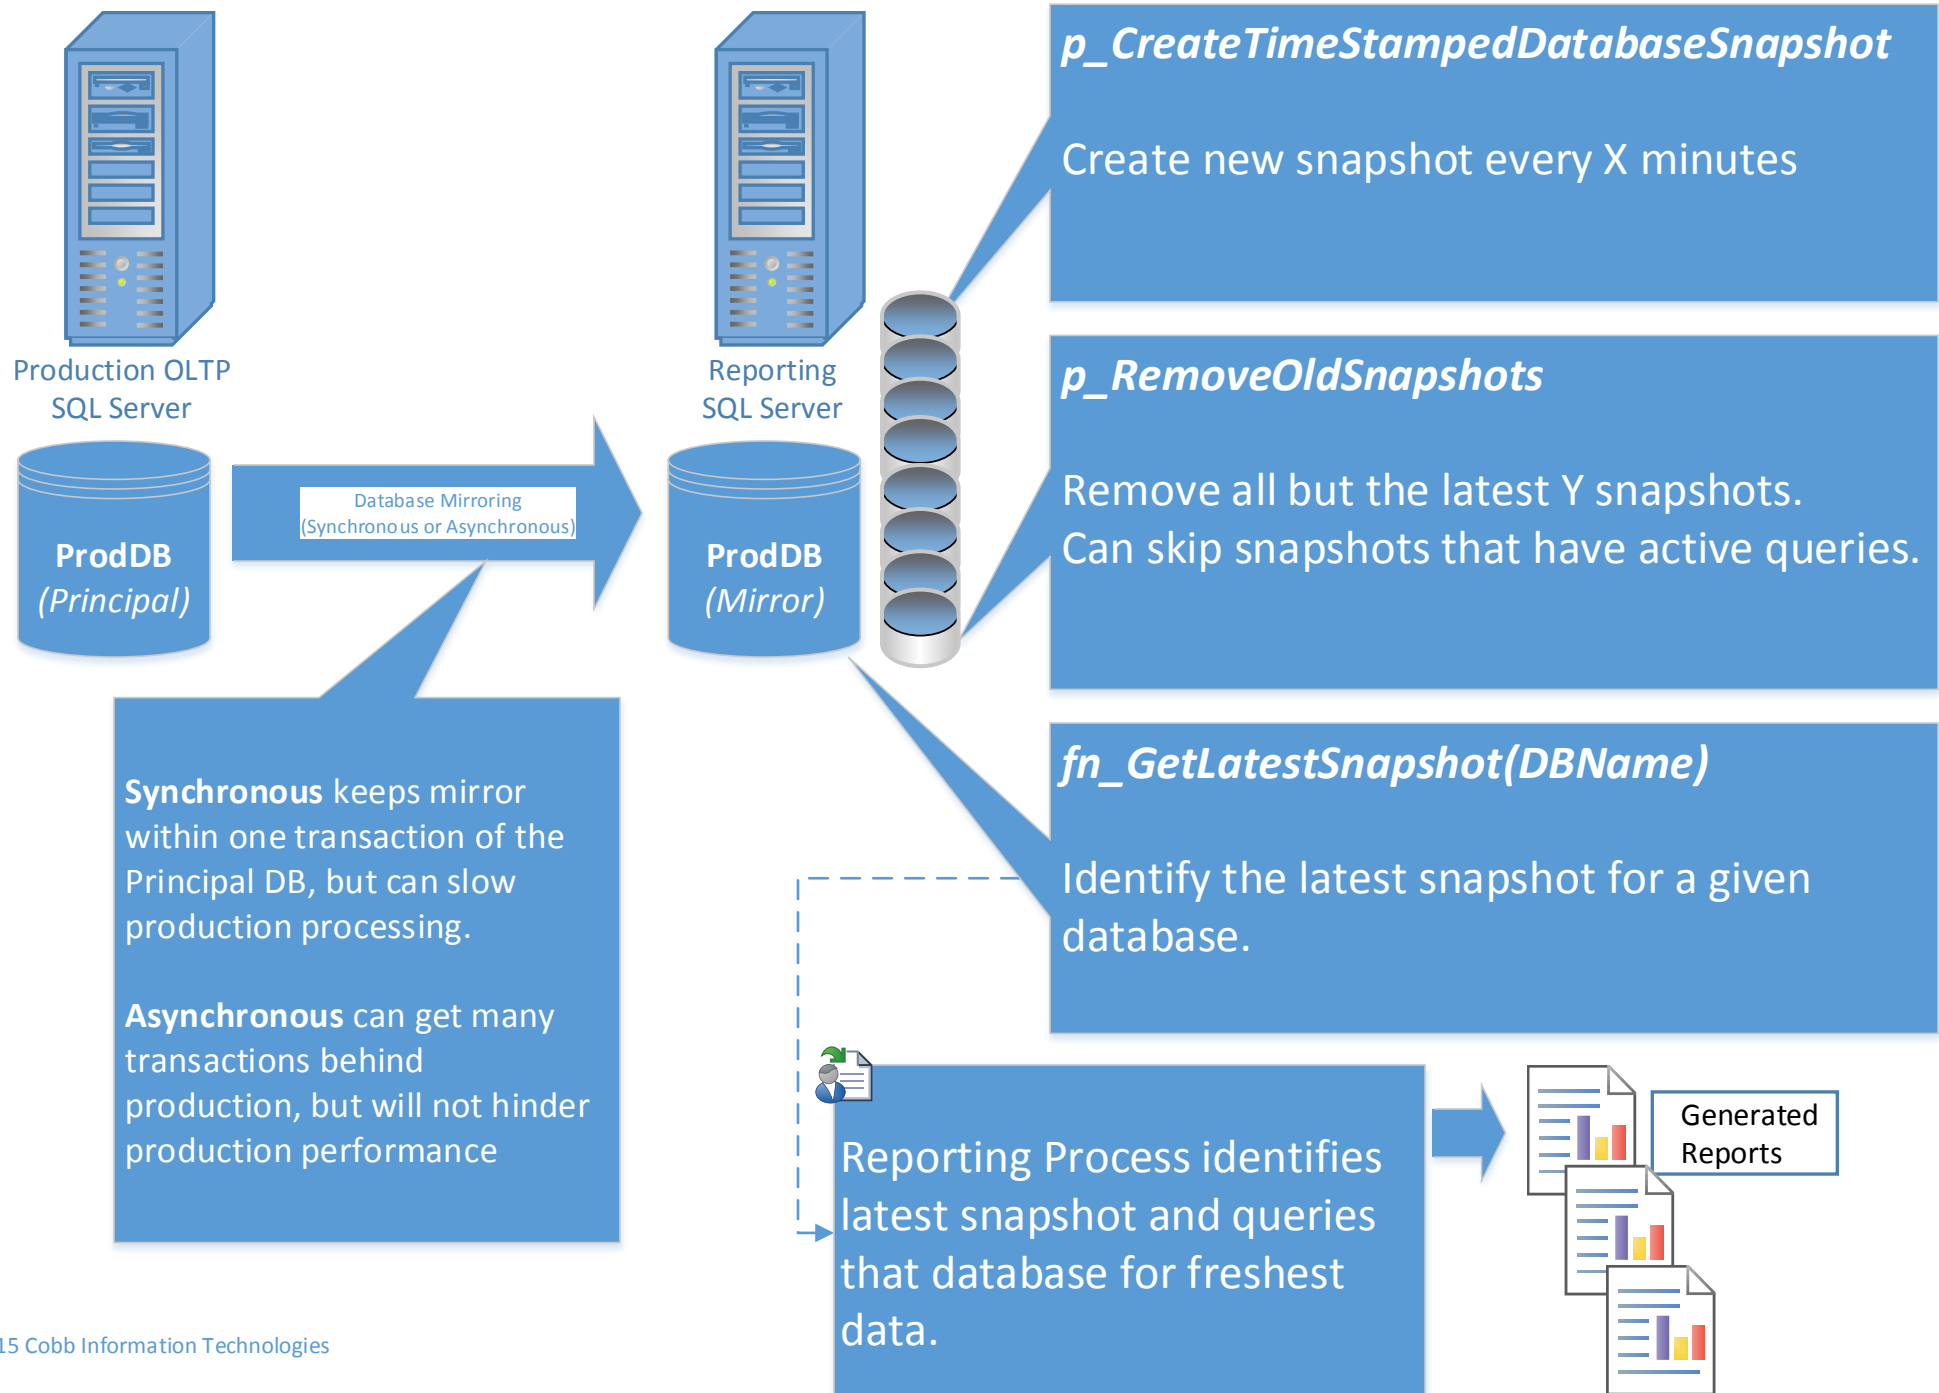 Production OLTP
SQL Server
ProdDB
(Principal)
Database Mirroring
(Synchronous or Asynchronous)
Reporting
SQL Server
ProdDB
(Mirror)
p_CreateTimeStampedDatabaseSnapshot
Create new snapshot every X minutes
p_RemoveOldSnapshots
Remove all but the latest Y snapshots.
Can skip snapshots that have active queries.
fn_GetLatestSnapshot(DBName)
Identify the latest snapshot for a given
database.
Synchronous keeps mirror
within one transaction of the
Principal DB, but can slow
production processing.
Asynchronous can get many
transactions behind
production, but will not hinder
production performance
Reporting Process identifies
latest snapshot and queries
that database for freshest
data.
Generated
Reports
15 Cobb Information Technologies